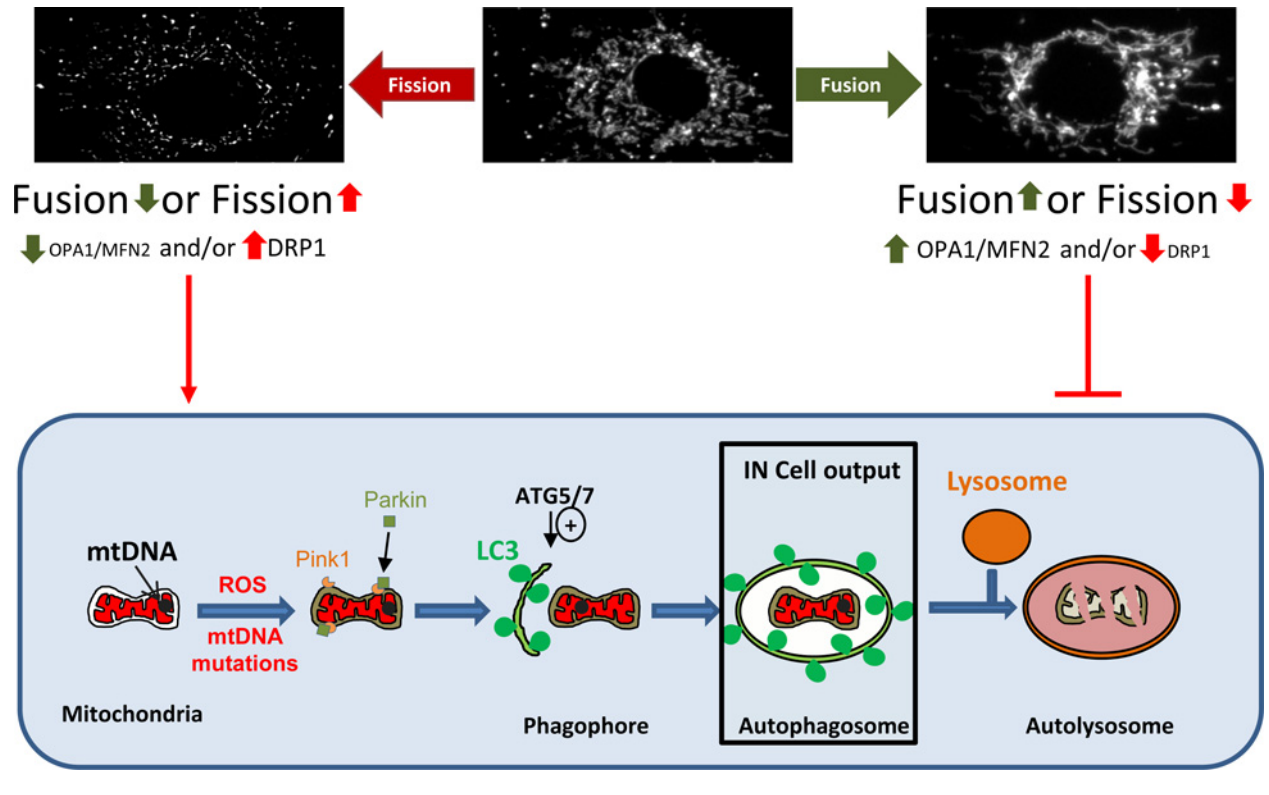 Fission
Fusion
Fusion or Fission
OPA1/MFN2 and/or DRP1
Fusion or Fission
OPA1/MFN2 and/or DRP1
IN Cell output
Lysosome
Parkin
ATG5/7
+
mtDNA
Pink1
LC3
ROS
mtDNA
mutations
Mitochondria
Phagophore
Autophagosome
Autolysosome